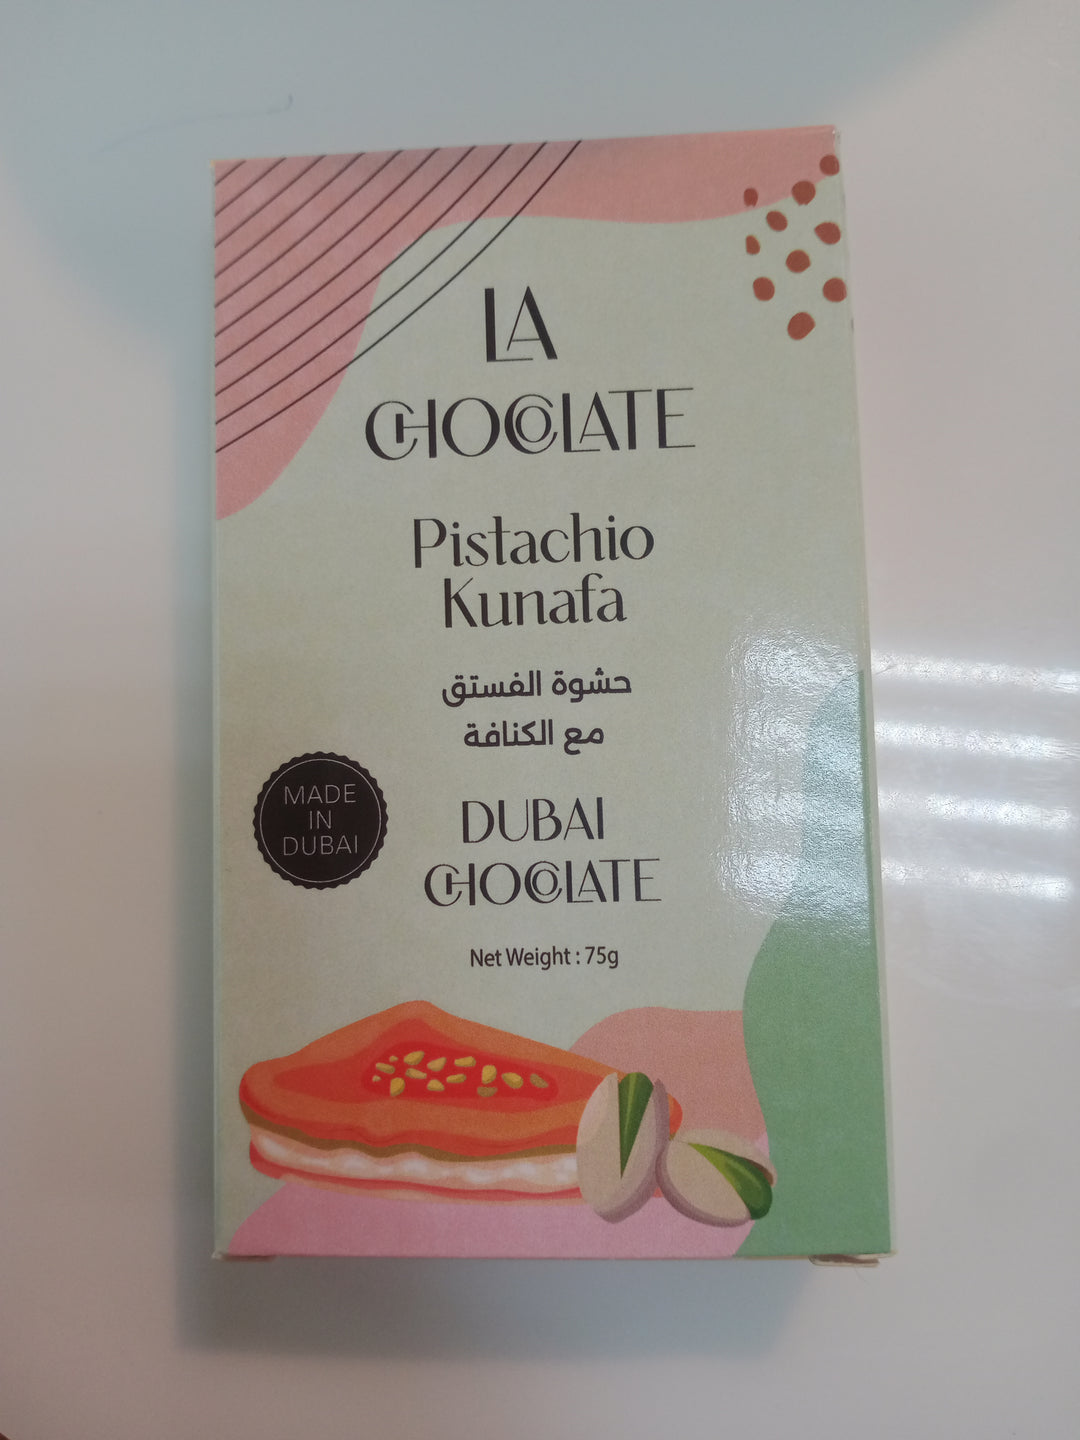 LA
CHOCOLATE
Pistachio
Kunafa
حشوة الفستق
مع الكنافة
MADE
IN
DUBAI
DUBAI
CHOCOLATE
Net Weight : 75g